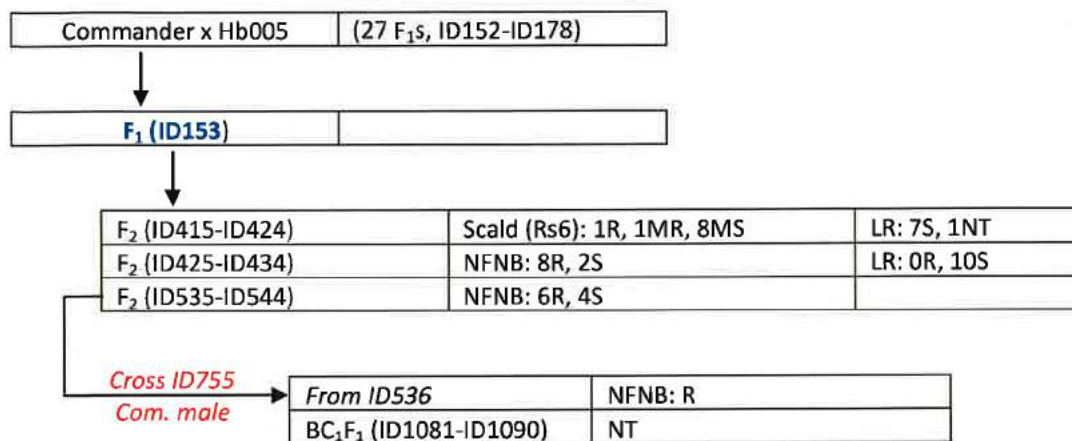 Commander x Hb005 (27 F₁s, ID152-ID178)
F₁ (ID153)
F₂ (ID415-ID424) Scald (Rs6): 1R, 1MR, 8MS LR: 7S, 1NT
F₂ (ID425-ID434) NFNB: 8R, 2S LR: 0R, 10S
F₂ (ID535-ID544) NFNB: 6R, 4S
Cross ID755
Com. male
From ID536 NFNB: R
BC₁F₁ (ID1081-ID1090) NT